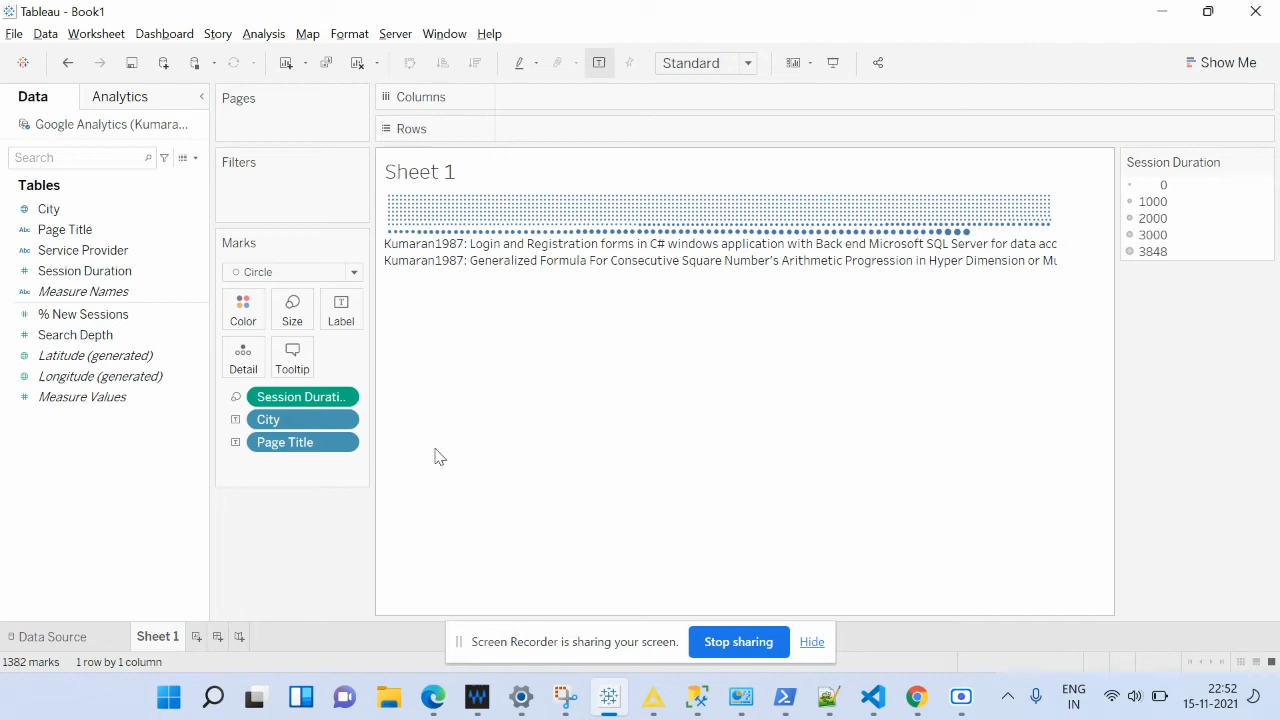 Tableau - Book1
File Data Worksheet Dashboard Story Analysis Map Format Server Window Help
Standard
Show Me
Data Analytics
Google Analytics (Kumara...
Search
Tables
City
Abc Page Title
Abc Service Provider
Session Duration
Abc Measure Names
# % New Sessions
# Search Depth
Latitude (generated)
Longitude (generated)
# Measure Values
Pages
Filters
Marks
Circle
Color Size Label
Detail Tooltip
Session Durati..
City
Page Title
Columns
Rows
Sheet 1
Kumaran1987: Login and Registration forms in C# windows application with Back end Microsoft SQL Server for data acc
Kumaran1987: Generalized Formula For Consecutive Square Number's Arithmetic Progression in Hyper Dimension or Mu
Session Duration
0
1000
2000
3000
3848
Data Source Sheet 1
Screen Recorder is sharing your screen. Stop sharing Hide
1382 marks 1 row by 1 column
ENG
IN
22:52
15-11-2021